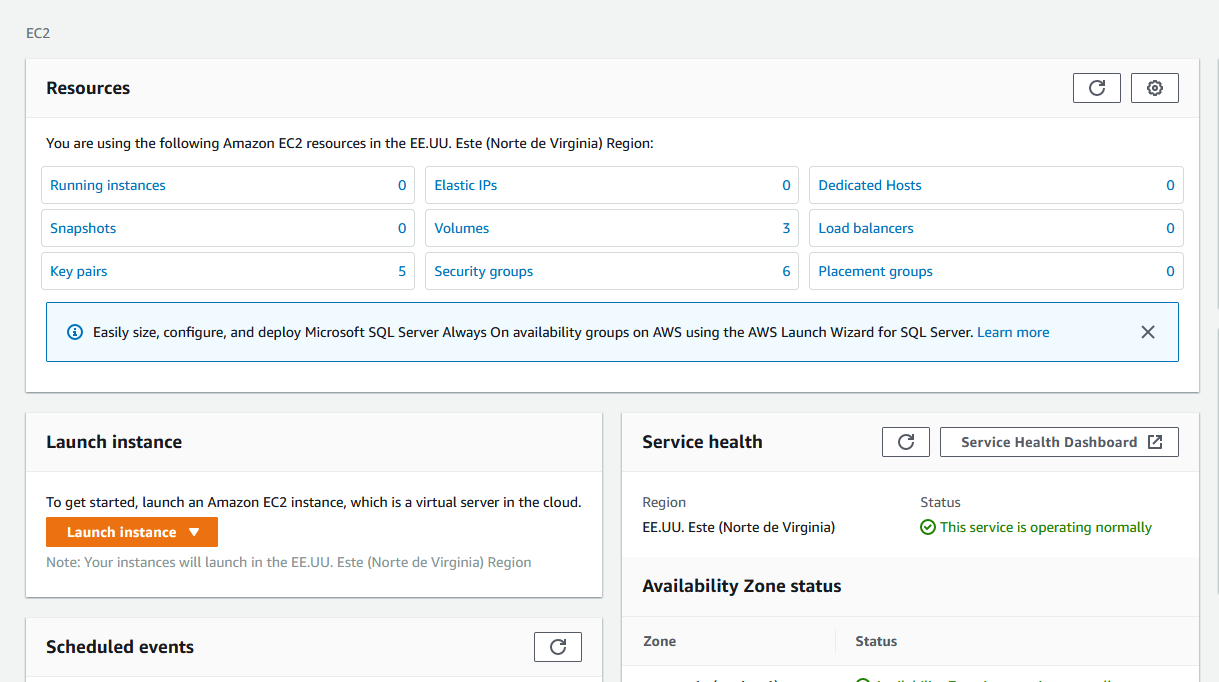 EC2
Resources
You are using the following Amazon EC2 resources in the EE.UU. Este (Norte de Virginia) Region:
Running instances 0 Elastic IPs 0 Dedicated Hosts 0
Snapshots 0 Volumes 3 Load balancers 0
Key pairs 5 Security groups 6 Placement groups 0
Easily size, configure, and deploy Microsoft SQL Server Always On availability groups on AWS using the AWS Launch Wizard for SQL Server. Learn more
Launch instance
To get started, launch an Amazon EC2 instance, which is a virtual server in the cloud.
Launch instance
Note: Your instances will launch in the EE.UU. Este (Norte de Virginia) Region
Scheduled events
Service health
Service Health Dashboard
Region Status
EE.UU. Este (Norte de Virginia) This service is operating normally
Availability Zone status
Zone Status